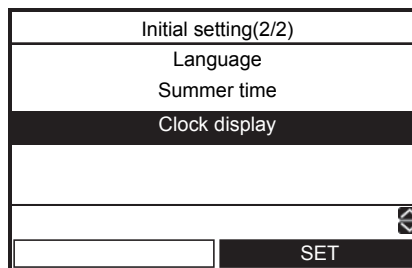 Initial setting(2/2)
Language
Summer time
Clock display
SET